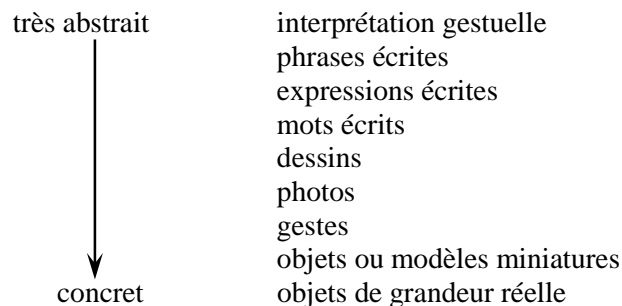 très abstrait interprétation gestuelle
phrases écrites
expressions écrites
mots écrits
dessins
photos
gestes
objets ou modèles miniatures
concret objets de grandeur réelle